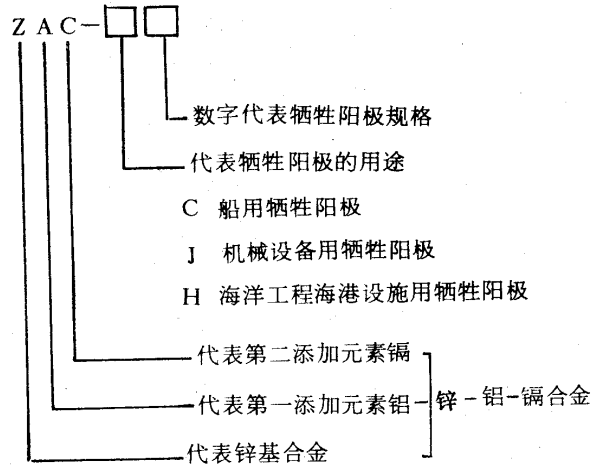 ZAC-□□
数字代表牺牲阳极规格
代表牺牲阳极的用途
C 船用牺牲阳极
J 机械设备用牺牲阳极
H 海洋工程海港设施用牺牲阳极
代表第二添加元素镉
代表第一添加元素铝
锌-铝-镉合金
代表锌基合金